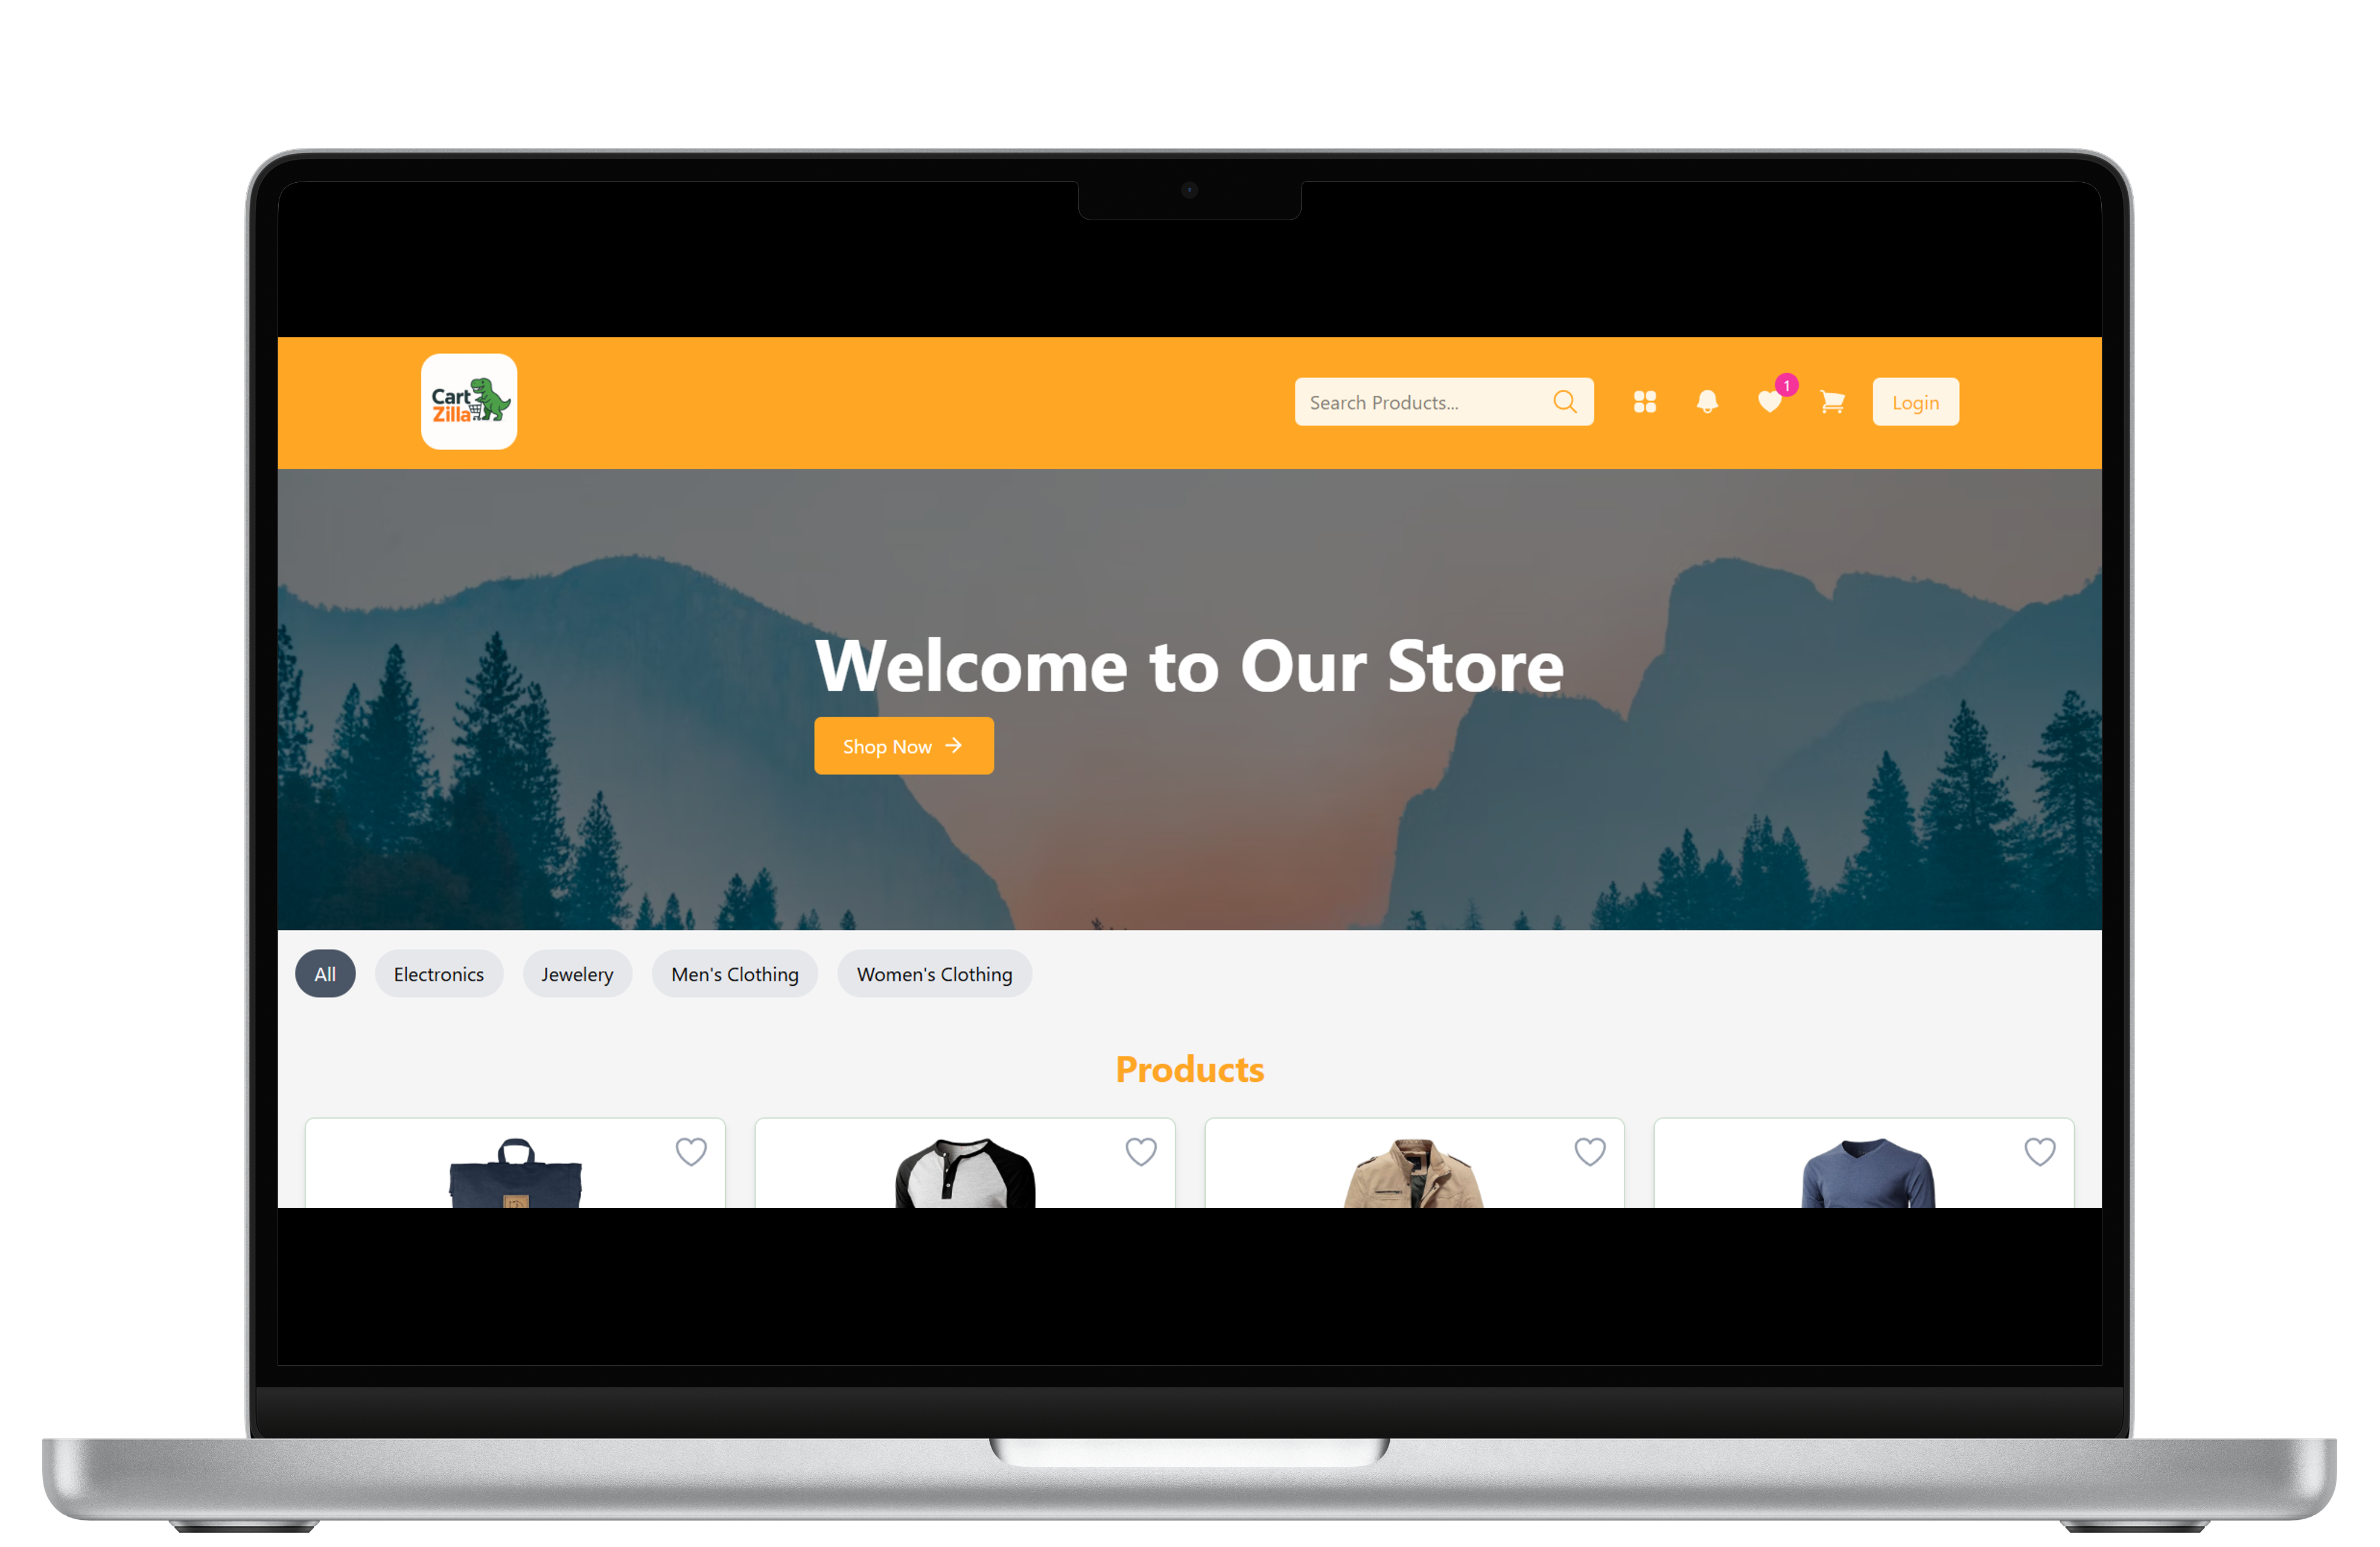 Cart
Zilla
Search Products...
1
Login
Welcome to Our Store
Shop Now
All
Electronics
Jewelery
Men's Clothing
Women's Clothing
Products